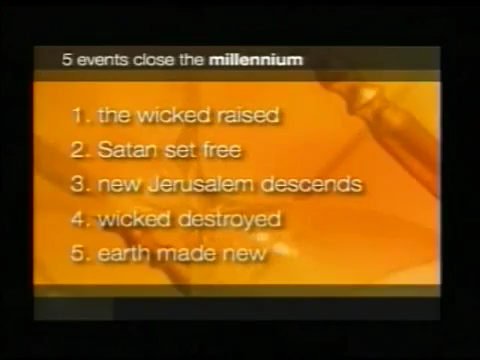 5 events close the millennium
1. the wicked raised
2. Satan set free
3. new Jerusalem descends
4. wicked destroyed
5. earth made new